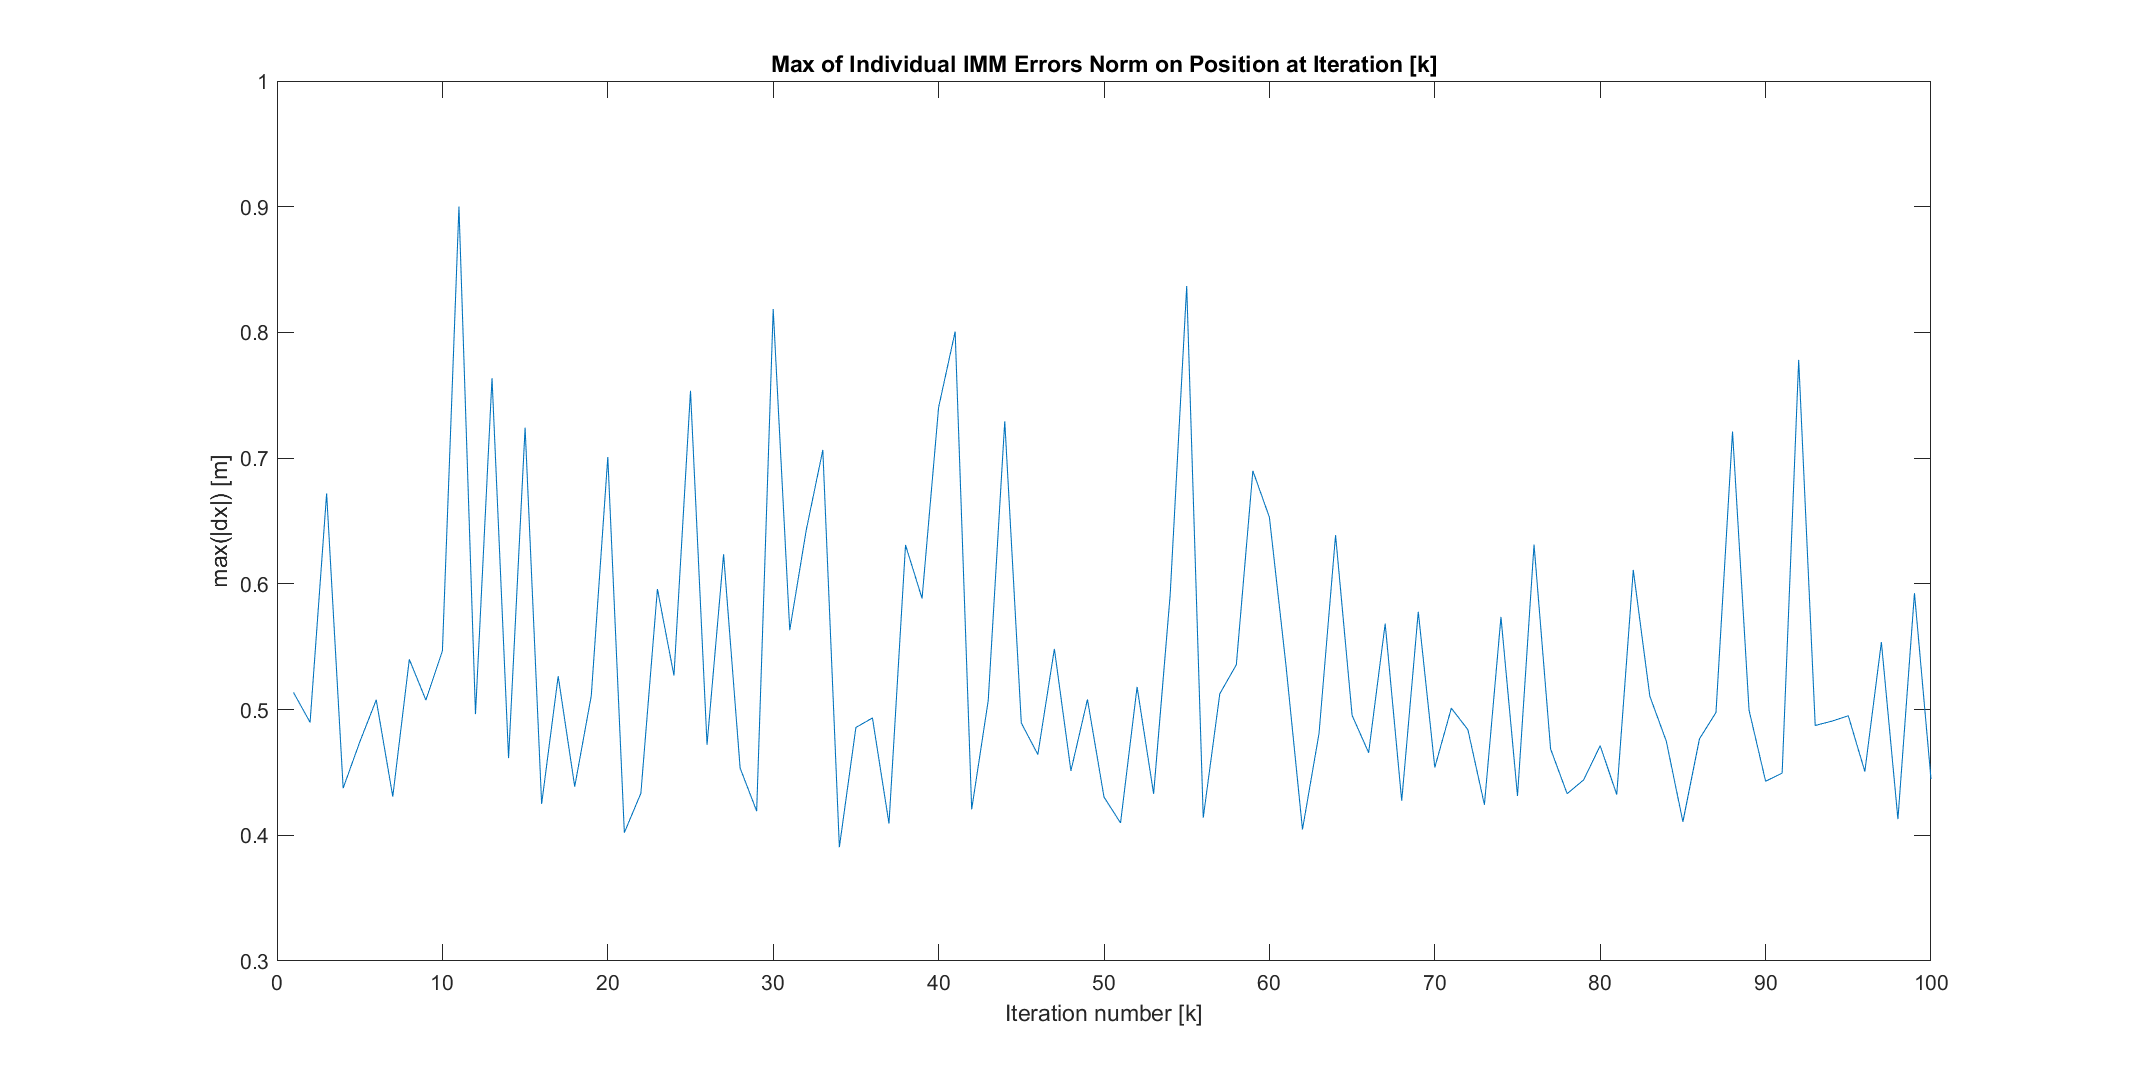 Max of Individual IMM Errors Norm on Position at Iteration [k]
1
0.9
0.8
0.7
0.6
0.5
0.4
0.3
max(|dx|) [m]
0 10 20 30 40 50 60 70 80 90 100
Iteration number [k]